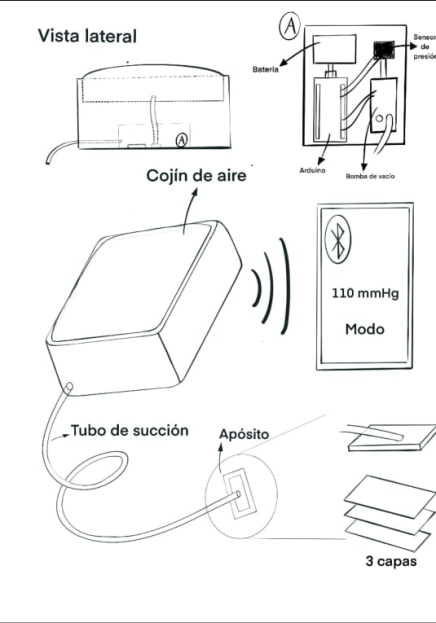 Vista lateral
A
Batería
Sensor
de
presión
A
Arduino
Bomba de vacío
Cojín de aire
110 mmHg
Modo
Tubo de succión
Apósito
3 capas